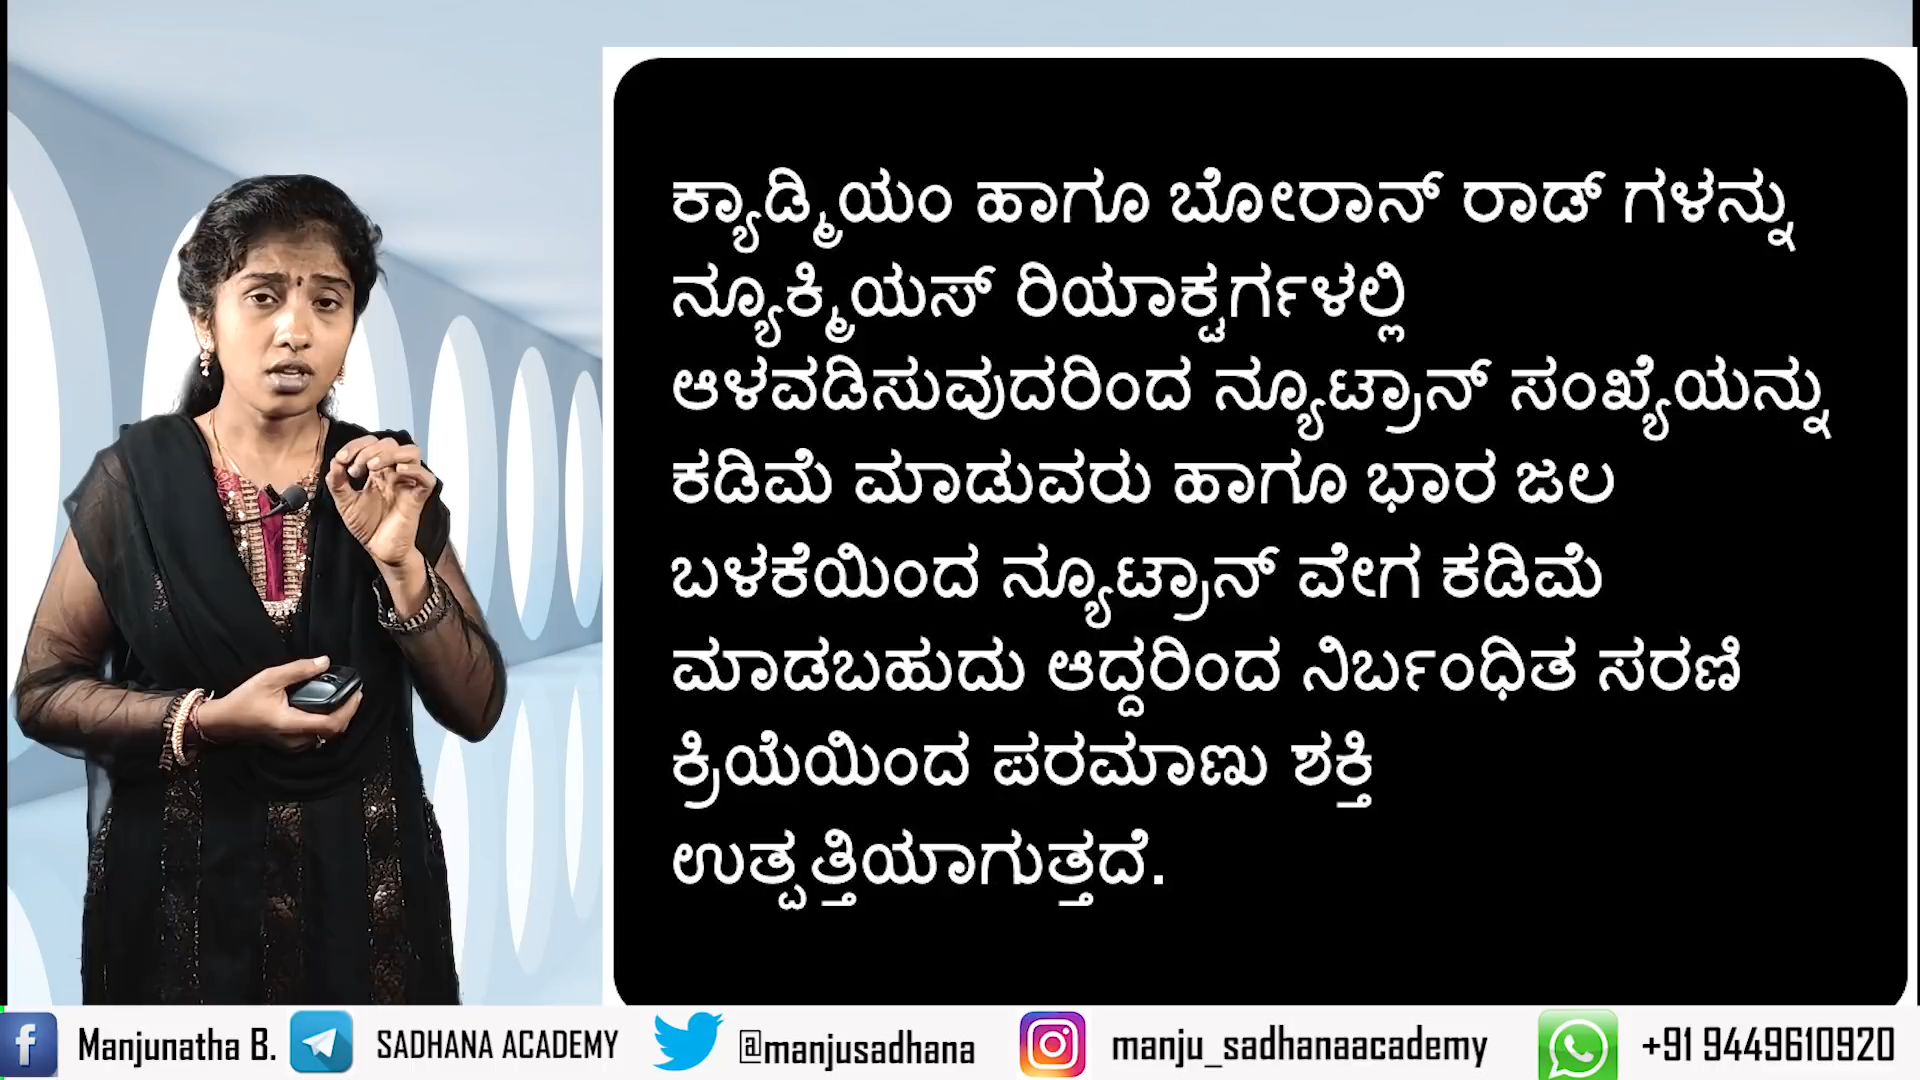 ಕ್ಯಾಡ್ಮಿಯಂ ಹಾಗೂ ಬೋರಾನ್ ರಾಡ್ ಗಳನ್ನು
ನ್ಯೂಕ್ಮಿಯಸ್ ರಿಯಾಕ್ಟರ್ಗಳಲ್ಲಿ
ಆಳವಡಿಸುವುದರಿಂದ ನ್ಯೂಟ್ರಾನ್ ಸಂಖ್ಯೆಯನ್ನು
ಕಡಿಮೆ ಮಾಡುವರು ಹಾಗೂ ಭಾರ ಜಲ
ಬಳಕೆಯಿಂದ ನ್ಯೂಟ್ರಾನ್ ವೇಗ ಕಡಿಮೆ
ಮಾಡಬಹುದು ಆದ್ದರಿಂದ ನಿರ್ಬಂಧಿತ ಸರಣಿ
ಕ್ರಿಯೆಯಿಂದ ಪರಮಾಣು ಶಕ್ತಿ
ಉತ್ಪತ್ತಿಯಾಗುತ್ತದೆ.
Manjunatha B. SADHANA ACADEMY @manjusadhana manju_sadhanaacademy +91 9449610920